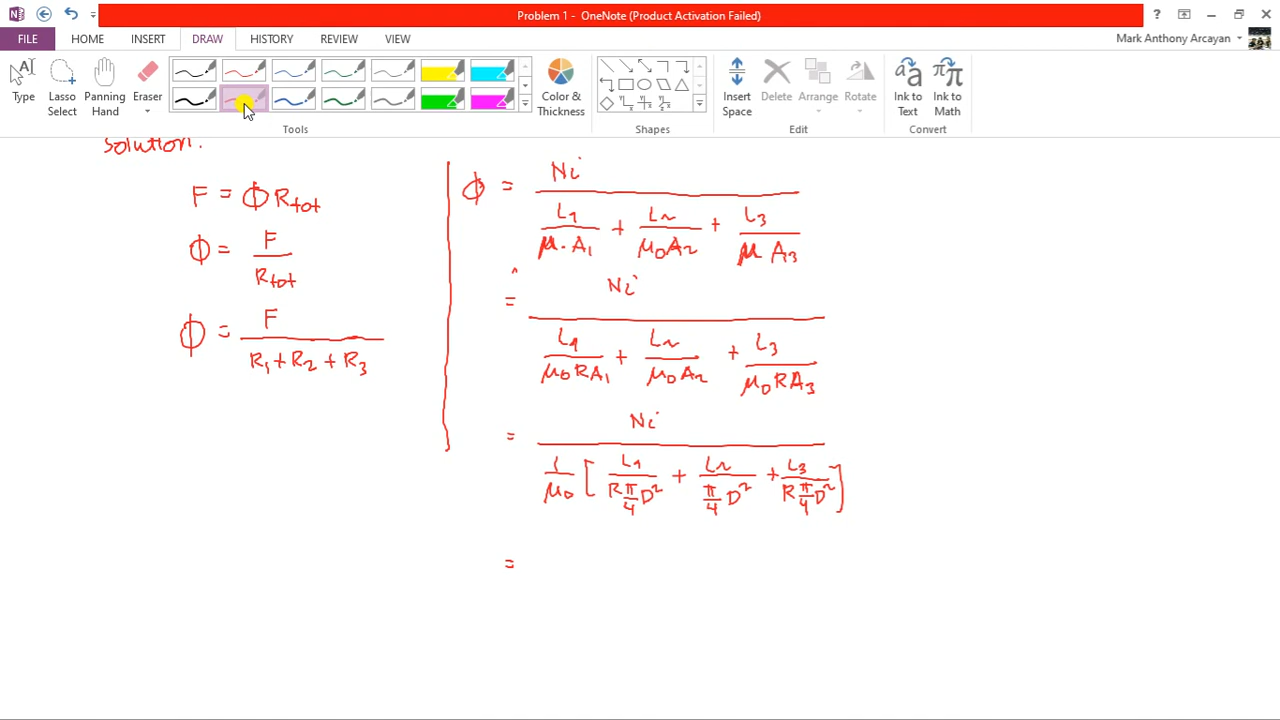 Problem 1 - OneNote (Product Activation Failed)
FILE HOME INSERT DRAW HISTORY REVIEW VIEW
Mark Anthony Arcayan
Type
Lasso Select
Panning Hand
Eraser
Color & Thickness
Insert Space
Delete
Arrange
Rotate
Ink to Text
Ink to Math
Tools
Shapes
Edit
Convert
Solution:
F = Φ Rtot
Φ = F / Rtot
Φ = F / (R1 + R2 + R3)
Φ = Ni / (L1/(μ·A1) + L2/(μ0A2) + L3/(μ A3))
= Ni / (L1/(μ0RA1) + L2/(μ0A2) + L3/(μ0RA3))
= Ni / (1/μ0 [L1/(R π/4 D²) + L2/(π/4 D²) + L3/(R π/4 D²)])
=